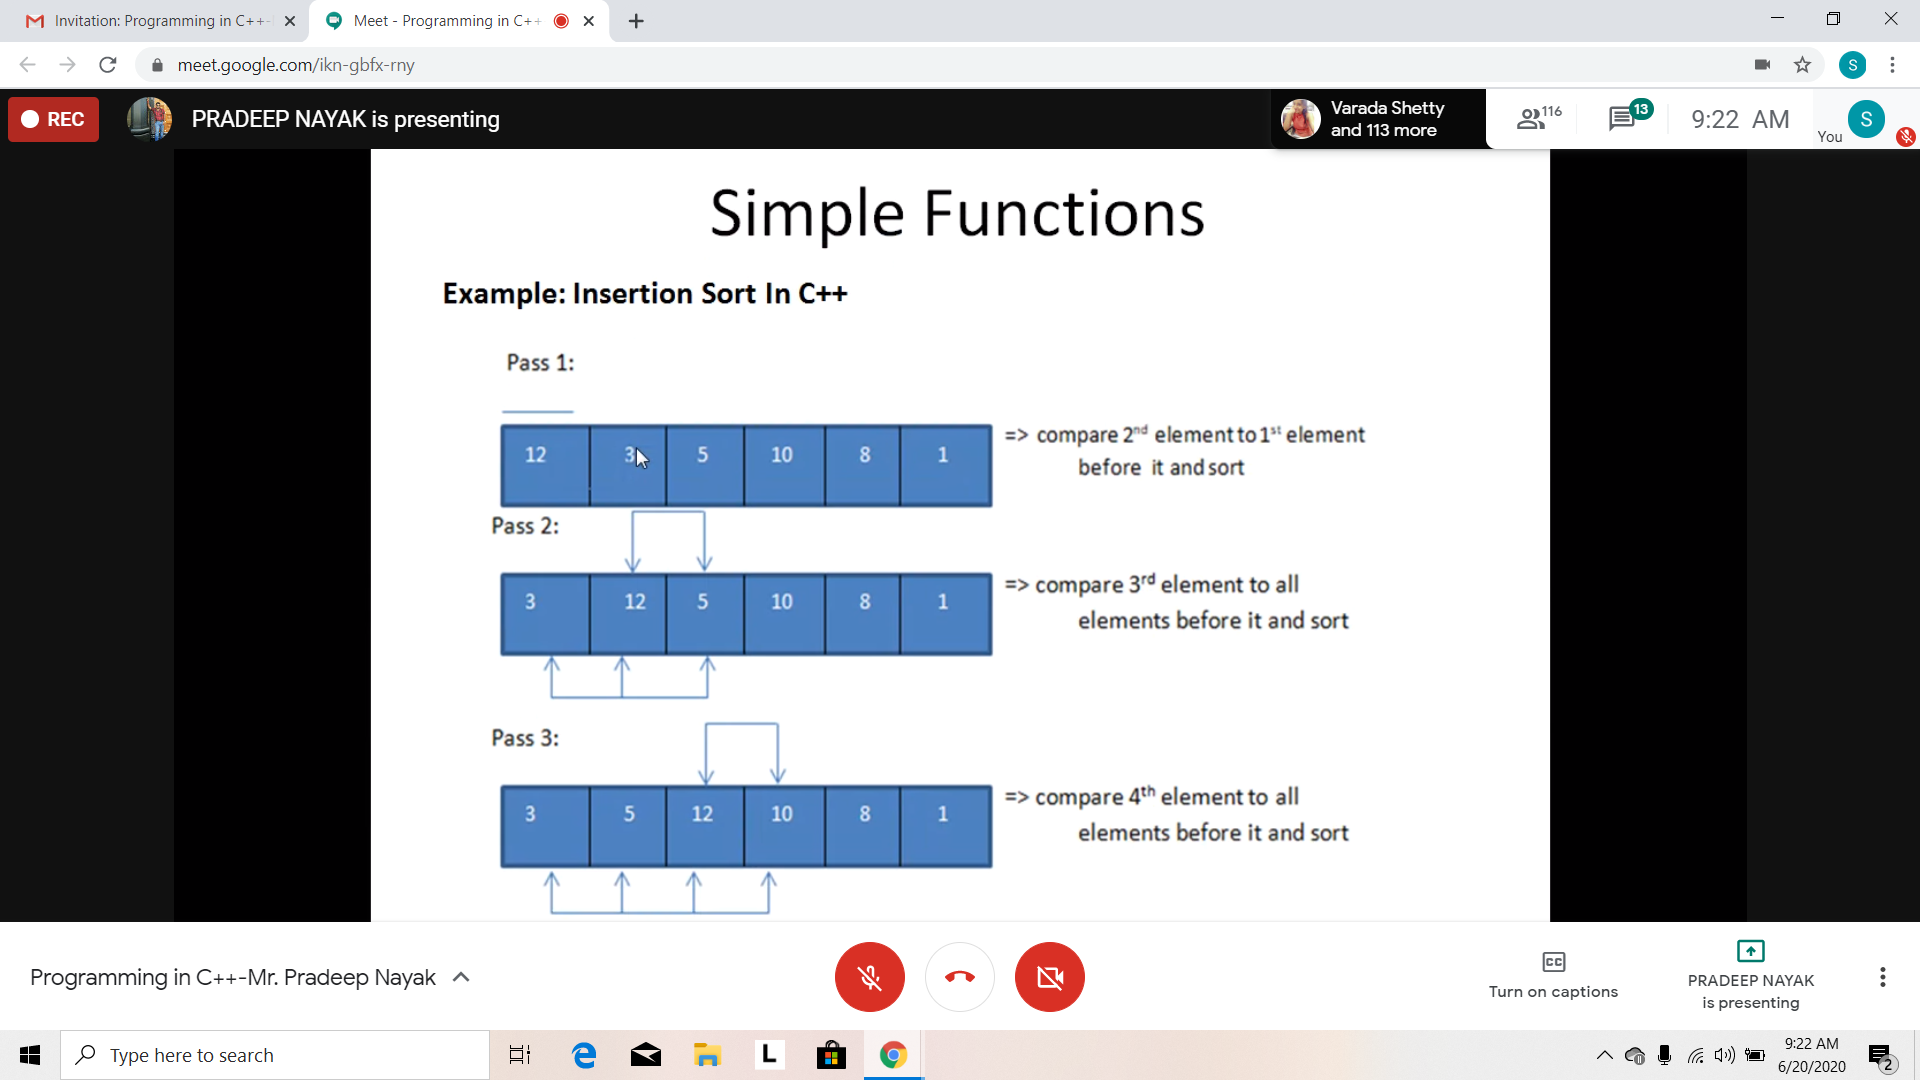 Invitation: Programming in C++-
Meet - Programming in C++
meet.google.com/ikn-gbfx-rny
S
REC
PRADEEP NAYAK is presenting
Varada Shetty
and 113 more
116
13
9:22 AM
You
S
Simple Functions
Example: Insertion Sort In C++
Pass 1:
12 3 5 10 8 1
=> compare 2nd element to 1st element
before it and sort
Pass 2:
3 12 5 10 8 1
=> compare 3rd element to all
elements before it and sort
Pass 3:
3 5 12 10 8 1
=> compare 4th element to all
elements before it and sort
Programming in C++-Mr. Pradeep Nayak
CC
Turn on captions
PRADEEP NAYAK
is presenting
Type here to search
L
9:22 AM
6/20/2020
2